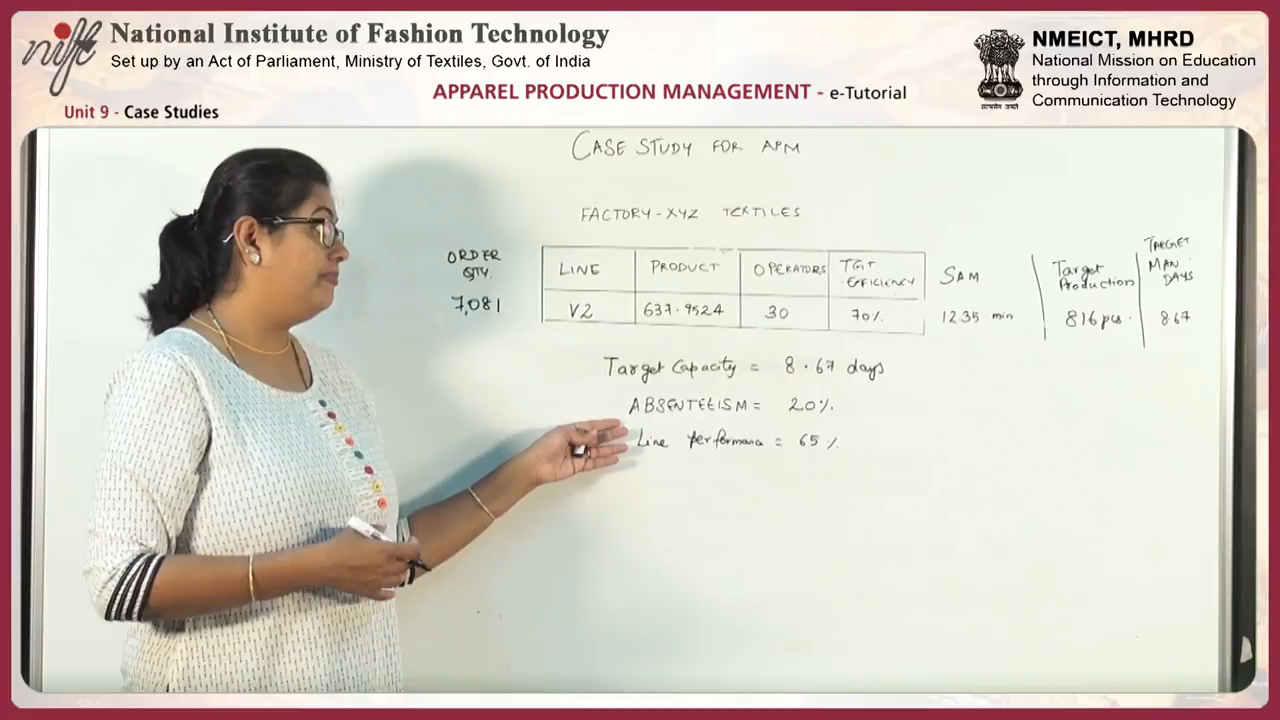 nift
National Institute of Fashion Technology
Set up by an Act of Parliament, Ministry of Textiles, Govt. of India
NMEICT, MHRD
National Mission on Education
through Information and
Communication Technology
APPAREL PRODUCTION MANAGEMENT - e-Tutorial
Unit 9 - Case Studies
CASE STUDY FOR APM
FACTORY-XYZ TEXTILES
ORDER
QTY.
7,081
LINE PRODUCT OPERATORS TGT EFFICIENCY SAM Target Production TARGET MAN DAYS
V2 637-9524 30 70% 12.35 min 816 pcs. 8.67
Target Capacity = 8.67 days
ABSENTEEISM = 20%
Line performance = 65%